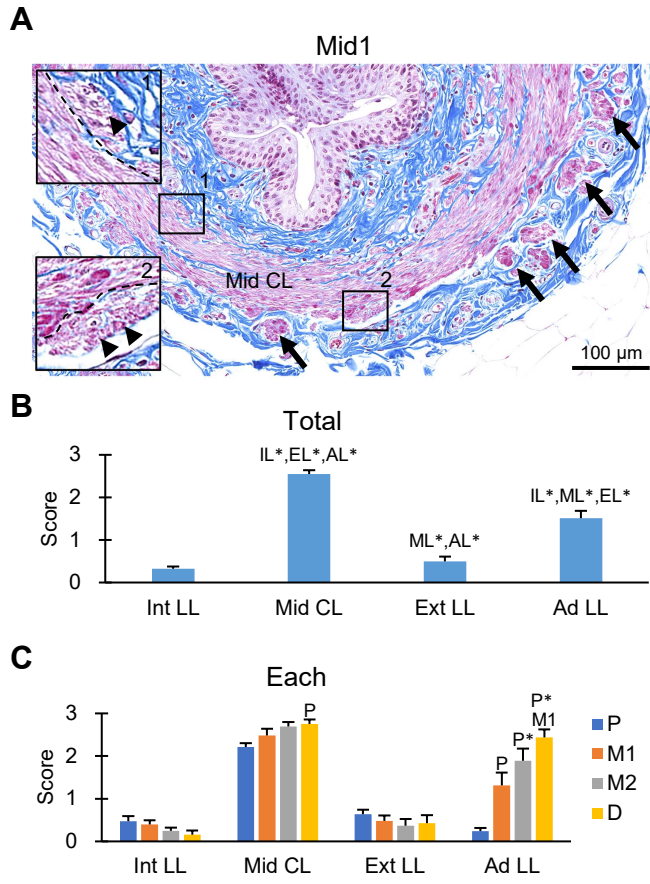 A
Mid1
1
1
Mid CL
2
2
100 µm
B
Total
3
2
1
0
Score
IL*,EL*,AL*
ML*,AL*
IL*,ML*,EL*
Int LL
Mid CL
Ext LL
Ad LL
C
Each
3
2
1
0
Score
P
P
P*
P*
M1
P
M1
M2
D
Int LL
Mid CL
Ext LL
Ad LL